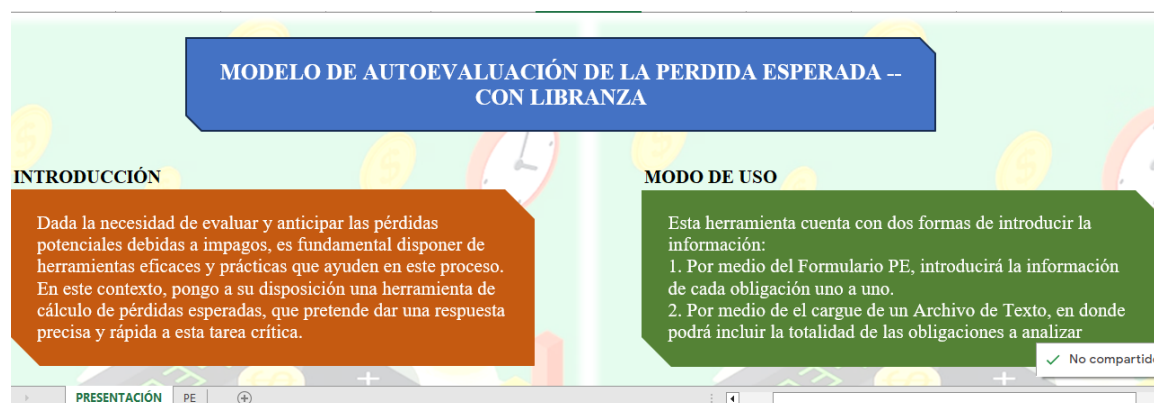 MODELO DE AUTOEVALUACIÓN DE LA PERDIDA ESPERADA --
CON LIBRANZA
INTRODUCCIÓN
Dada la necesidad de evaluar y anticipar las pérdidas
potenciales debidas a impagos, es fundamental disponer de
herramientas eficaces y prácticas que ayuden en este proceso.
En este contexto, pongo a su disposición una herramienta de
cálculo de pérdidas esperadas, que pretende dar una respuesta
precisa y rápida a esta tarea crítica.
MODO DE USO
Esta herramienta cuenta con dos formas de introducir la
información:
1. Por medio del Formulario PE, introducirá la información
de cada obligación uno a uno.
2. Por medio de el cargue de un Archivo de Texto, en donde
podrá incluir la totalidad de las obligaciones a analizar
No compartido
PRESENTACIÓN
PE